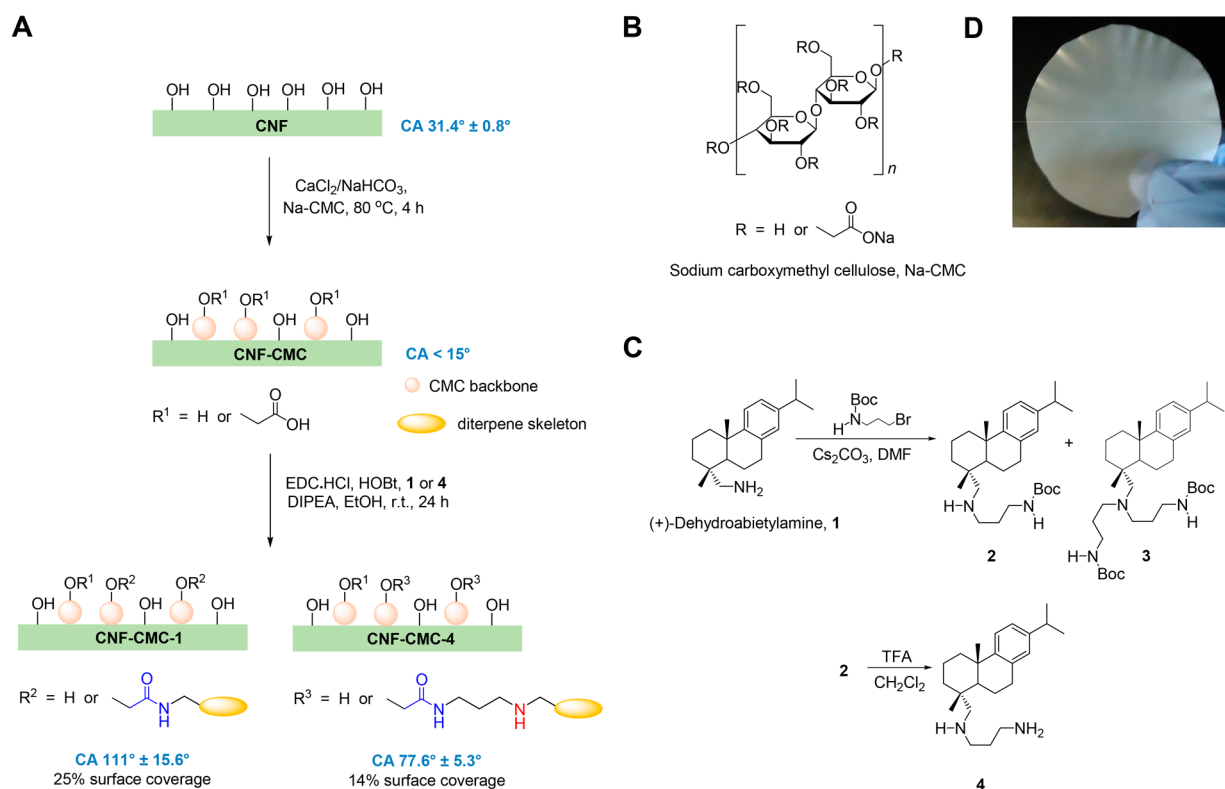 A
OH OH OH OH OH OH
CNF
CA 31.4° ± 0.8°
CaCl2/NaHCO3,
Na-CMC, 80 °C, 4 h
OR1 OR1 OR1
OH OH OH
CNF-CMC
CA < 15°
CMC backbone
diterpene skeleton
R1 = H or
O
OH
EDC.HCl, HOBt, 1 or 4
DIPEA, EtOH, r.t., 24 h
OR1 OR2 OR2
OH OH OH
CNF-CMC-1
R2 = H or
O
N
H
CA 111° ± 15.6°
25% surface coverage
OR1 OR3 OR3
OH OH OH
CNF-CMC-4
R3 = H or
O
N
H
H
N
CA 77.6° ± 5.3°
14% surface coverage
B
RO
R
O
RO
O
RO
O
RO
O
OR
O
RO
OR
RO
OR
n
R = H or
O
ONa
Sodium carboxymethyl cellulose, Na-CMC
D
C
NH2
(+)-Dehydroabietylamine, 1
Boc
N
H
Br
Cs2CO3, DMF
H-N
Boc
N
H
2
+
N
Boc
N
H
H-N
Boc
3
2
TFA
CH2Cl2
H-N
NH2
4